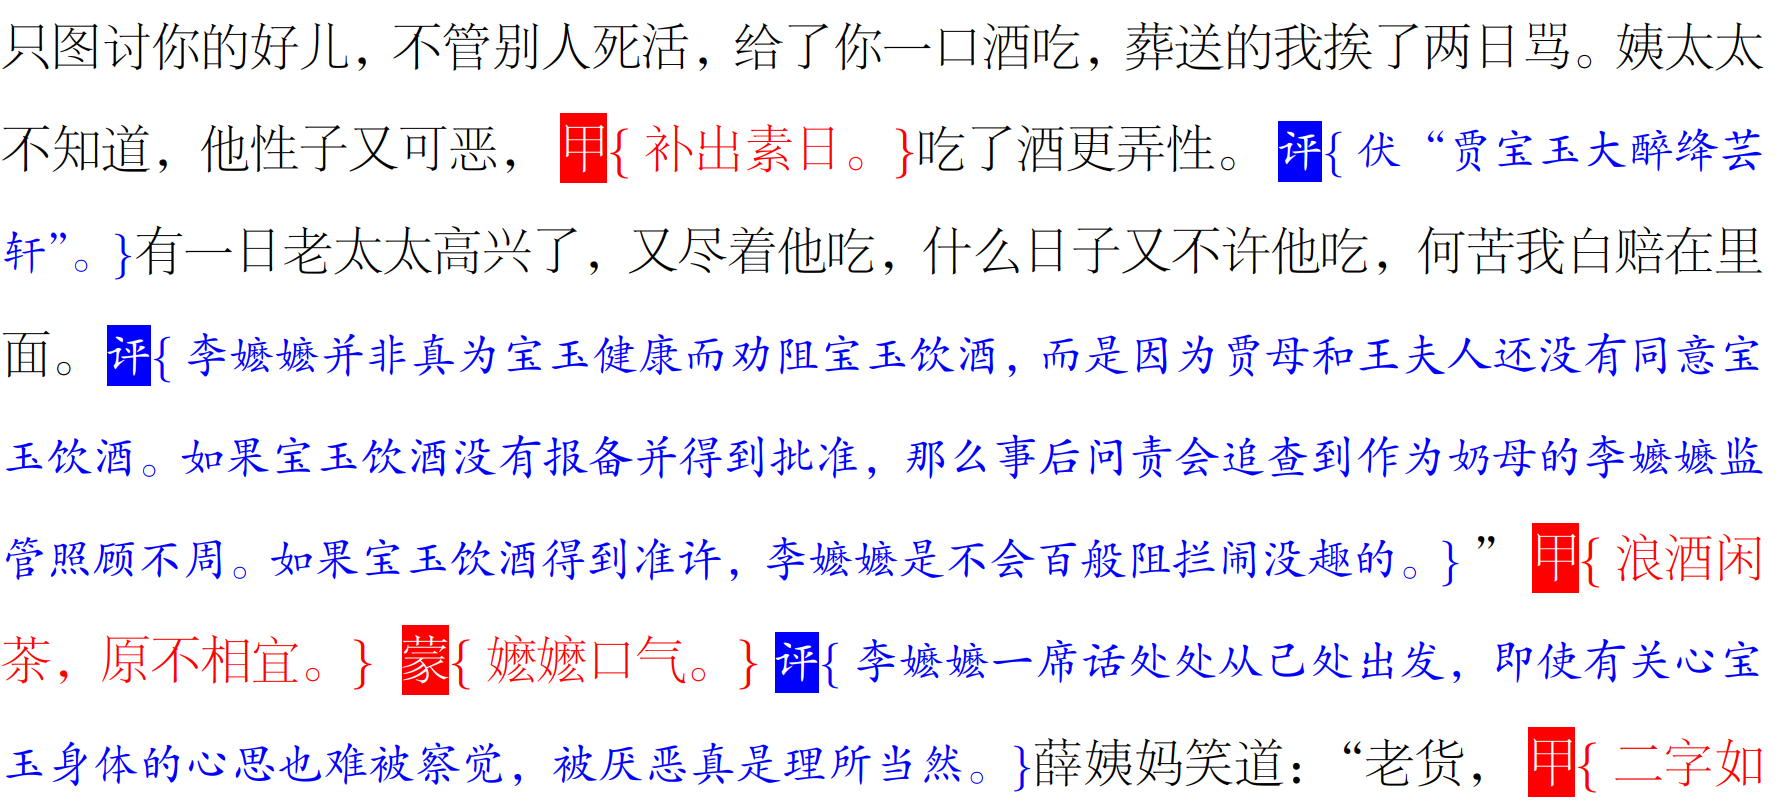 只图讨你的好儿，不管别人死活，给了你一口酒吃，葬送的我挨了两日骂。姨太太
不知道，他性子又可恶，甲{ 补出素日。}吃了酒更弄性。评{ 伏“贾宝玉大醉绛芸
轩”。}有一日老太太高兴了，又尽着他吃，什么日子又不许他吃，何苦我白赔在里
面。评{ 李嬷嬷并非真为宝玉健康而劝阻宝玉饮酒，而是因为贾母和王夫人还没有同意宝
玉饮酒。如果宝玉饮酒没有报备并得到批准，那么事后问责会追查到作为奶母的李嬷嬷监
管照顾不周。如果宝玉饮酒得到准许，李嬷嬷是不会百般阻拦闹没趣的。} ” 甲{ 浪酒闲
茶，原不相宜。} 蒙{ 嬷嬷口气。} 评{ 李嬷嬷一席话处处从己处出发，即使有关心宝
玉身体的心思也难被察觉，被厌恶真是理所当然。}薛姨妈笑道：“老货，甲{ 二字如